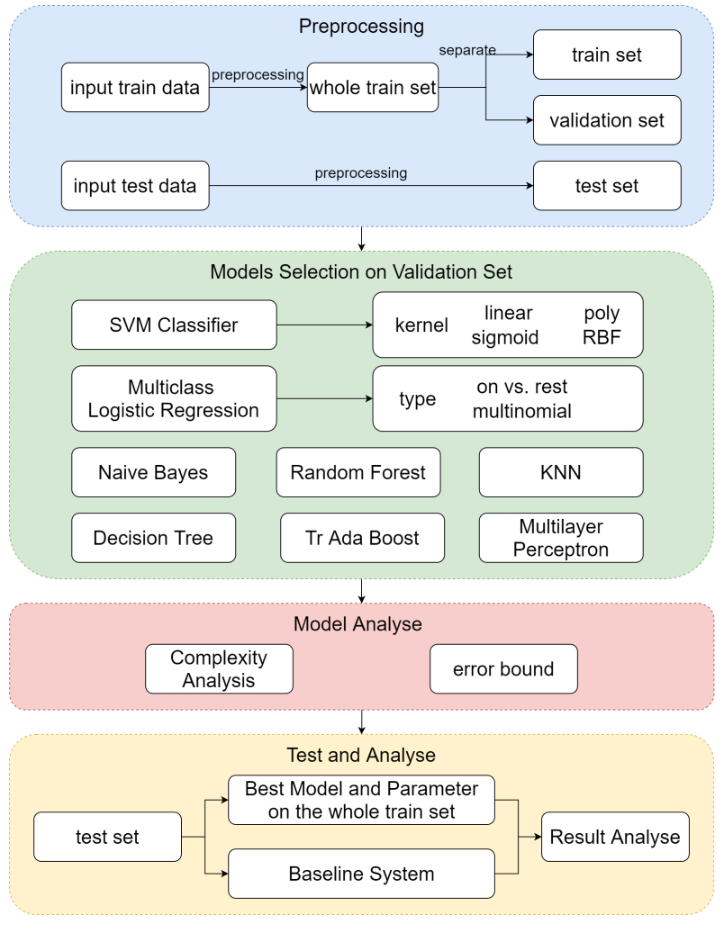 Preprocessing
separate
train set
input train data
preprocessing
whole train set
validation set
input test data
preprocessing
test set
Models Selection on Validation Set
SVM Classifier
kernel
linear
poly
sigmoid
RBF
Multiclass
Logistic Regression
type
on vs. rest
multinomial
Naive Bayes
Random Forest
KNN
Decision Tree
Tr Ada Boost
Multilayer
Perceptron
Model Analyse
Complexity
Analysis
error bound
Test and Analyse
test set
Best Model and Parameter
on the whole train set
Baseline System
Result Analyse